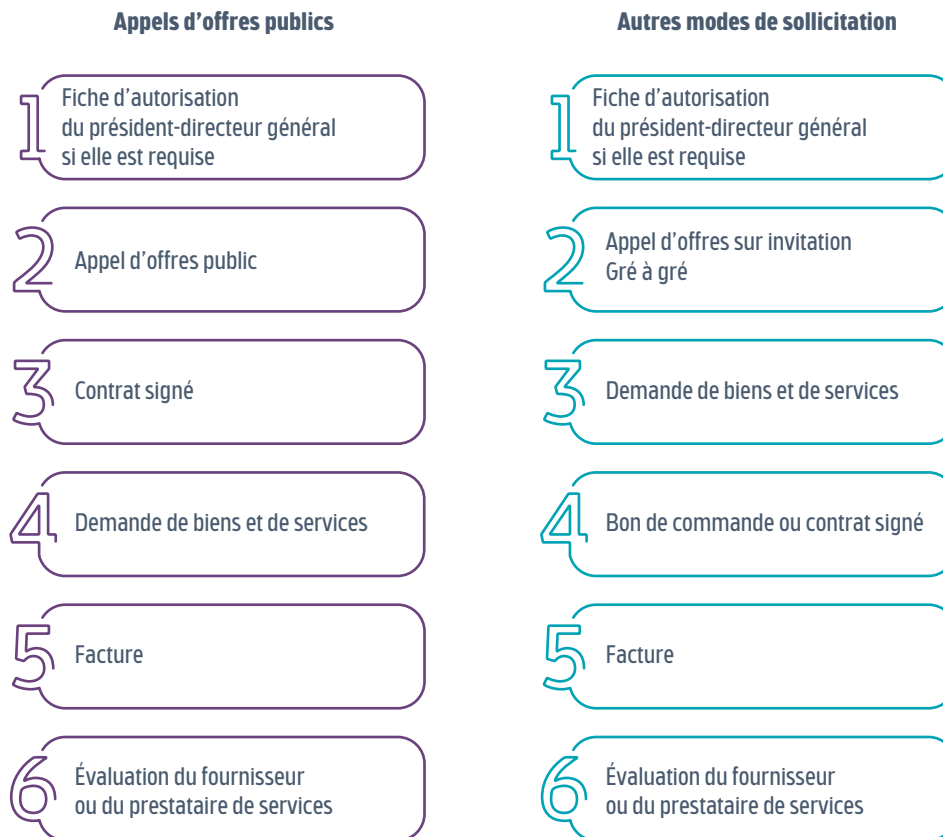 Appels d'offres publics
1
Fiche d'autorisation
du président-directeur général
si elle est requise
2
Appel d'offres public
3
Contrat signé
4
Demande de biens et de services
5
Facture
6
Évaluation du fournisseur
ou du prestataire de services
Autres modes de sollicitation
1
Fiche d'autorisation
du président-directeur général
si elle est requise
2
Appel d'offres sur invitation
Gré à gré
3
Demande de biens et de services
4
Bon de commande ou contrat signé
5
Facture
6
Évaluation du fournisseur
ou du prestataire de services